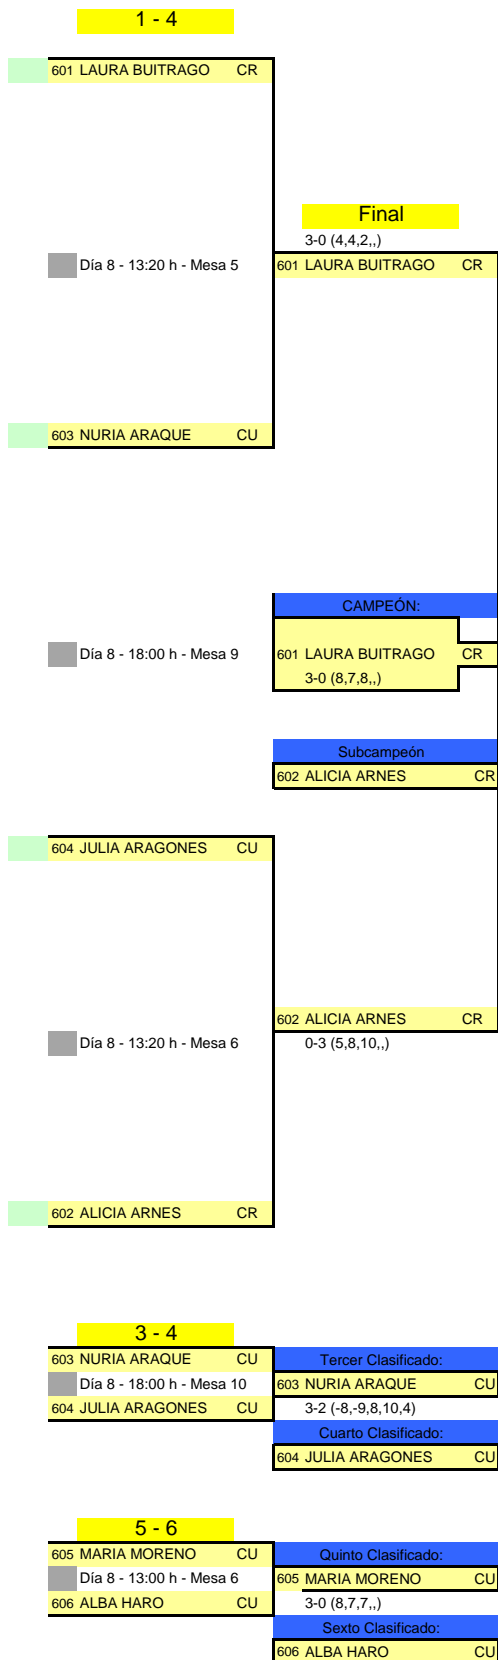 1 - 4
601 LAURA BUITRAGO CR
Final
3-0 (4,4,2,,)
Día 8 - 13:20 h - Mesa 5
601 LAURA BUITRAGO CR
603 NURIA ARAQUE CU
CAMPEÓN:
Día 8 - 18:00 h - Mesa 9
601 LAURA BUITRAGO CR
3-0 (8,7,8,,)
Subcampeón
602 ALICIA ARNES CR
604 JULIA ARAGONES CU
602 ALICIA ARNES CR
Día 8 - 13:20 h - Mesa 6
0-3 (5,8,10,,)
602 ALICIA ARNES CR
3 - 4
603 NURIA ARAQUE CU
Tercer Clasificado:
Día 8 - 18:00 h - Mesa 10
603 NURIA ARAQUE CU
604 JULIA ARAGONES CU
3-2 (-8,-9,8,10,4)
Cuarto Clasificado:
604 JULIA ARAGONES CU
5 - 6
605 MARIA MORENO CU
Quinto Clasificado:
Día 8 - 13:00 h - Mesa 6
605 MARIA MORENO CU
606 ALBA HARO CU
3-0 (8,7,7,,)
Sexto Clasificado:
606 ALBA HARO CU